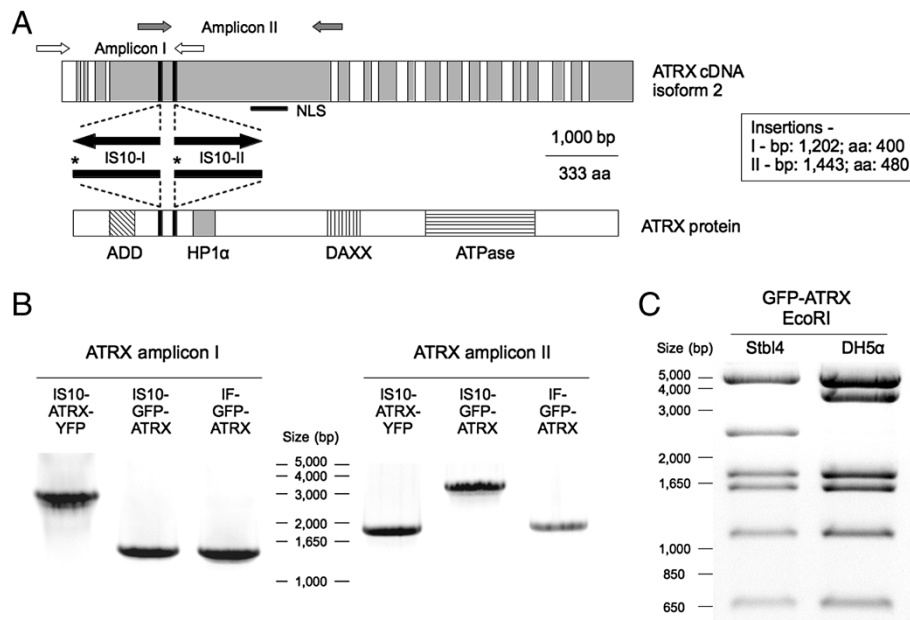 A
Amplicon II
Amplicon I
ATRX cDNA
isoform 2
NLS
IS10-I
IS10-II
*
*
1,000 bp
333 aa
Insertions -
I - bp: 1,202; aa: 400
II - bp: 1,443; aa: 480
ATRX protein
ADD
HP1α
DAXX
ATPase
B
ATRX amplicon I
IS10-
ATRX-
YFP
IS10-
GFP-
ATRX
IF-
GFP-
ATRX
Size (bp)
5,000
4,000
3,000
2,000
1,650
1,000
ATRX amplicon II
IS10-
ATRX-
YFP
IS10-
GFP-
ATRX
IF-
GFP-
ATRX
C
GFP-ATRX
EcoRI
Size (bp)
Stbl4
DH5α
5,000
4,000
3,000
2,000
1,650
1,000
850
650